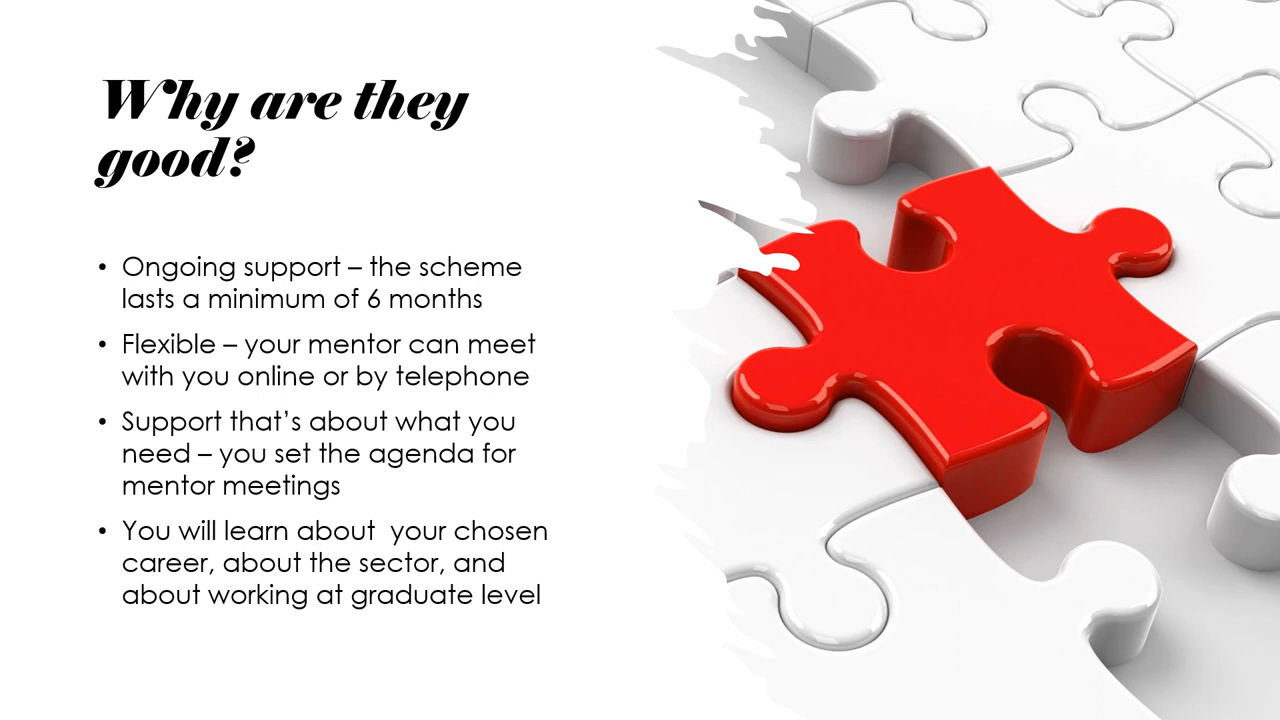 Why are they
good?
• Ongoing support – the scheme
lasts a minimum of 6 months
• Flexible – your mentor can meet
with you online or by telephone
• Support that’s about what you
need – you set the agenda for
mentor meetings
• You will learn about  your chosen
career, about the sector, and
about working at graduate level